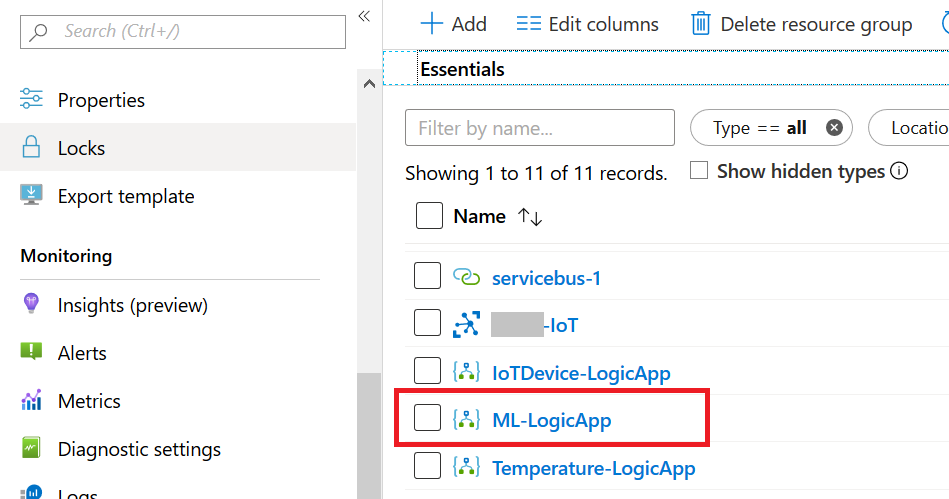 Search (Ctrl+/)
Properties
Locks
Export template
Monitoring
Insights (preview)
Alerts
Metrics
Diagnostic settings
Logs
Add
Edit columns
Delete resource group
Essentials
Filter by name...
Type == all
Locatio
Showing 1 to 11 of 11 records.
Show hidden types
Name
servicebus-1
-IoT
IoTDevice-LogicApp
ML-LogicApp
Temperature-LogicApp